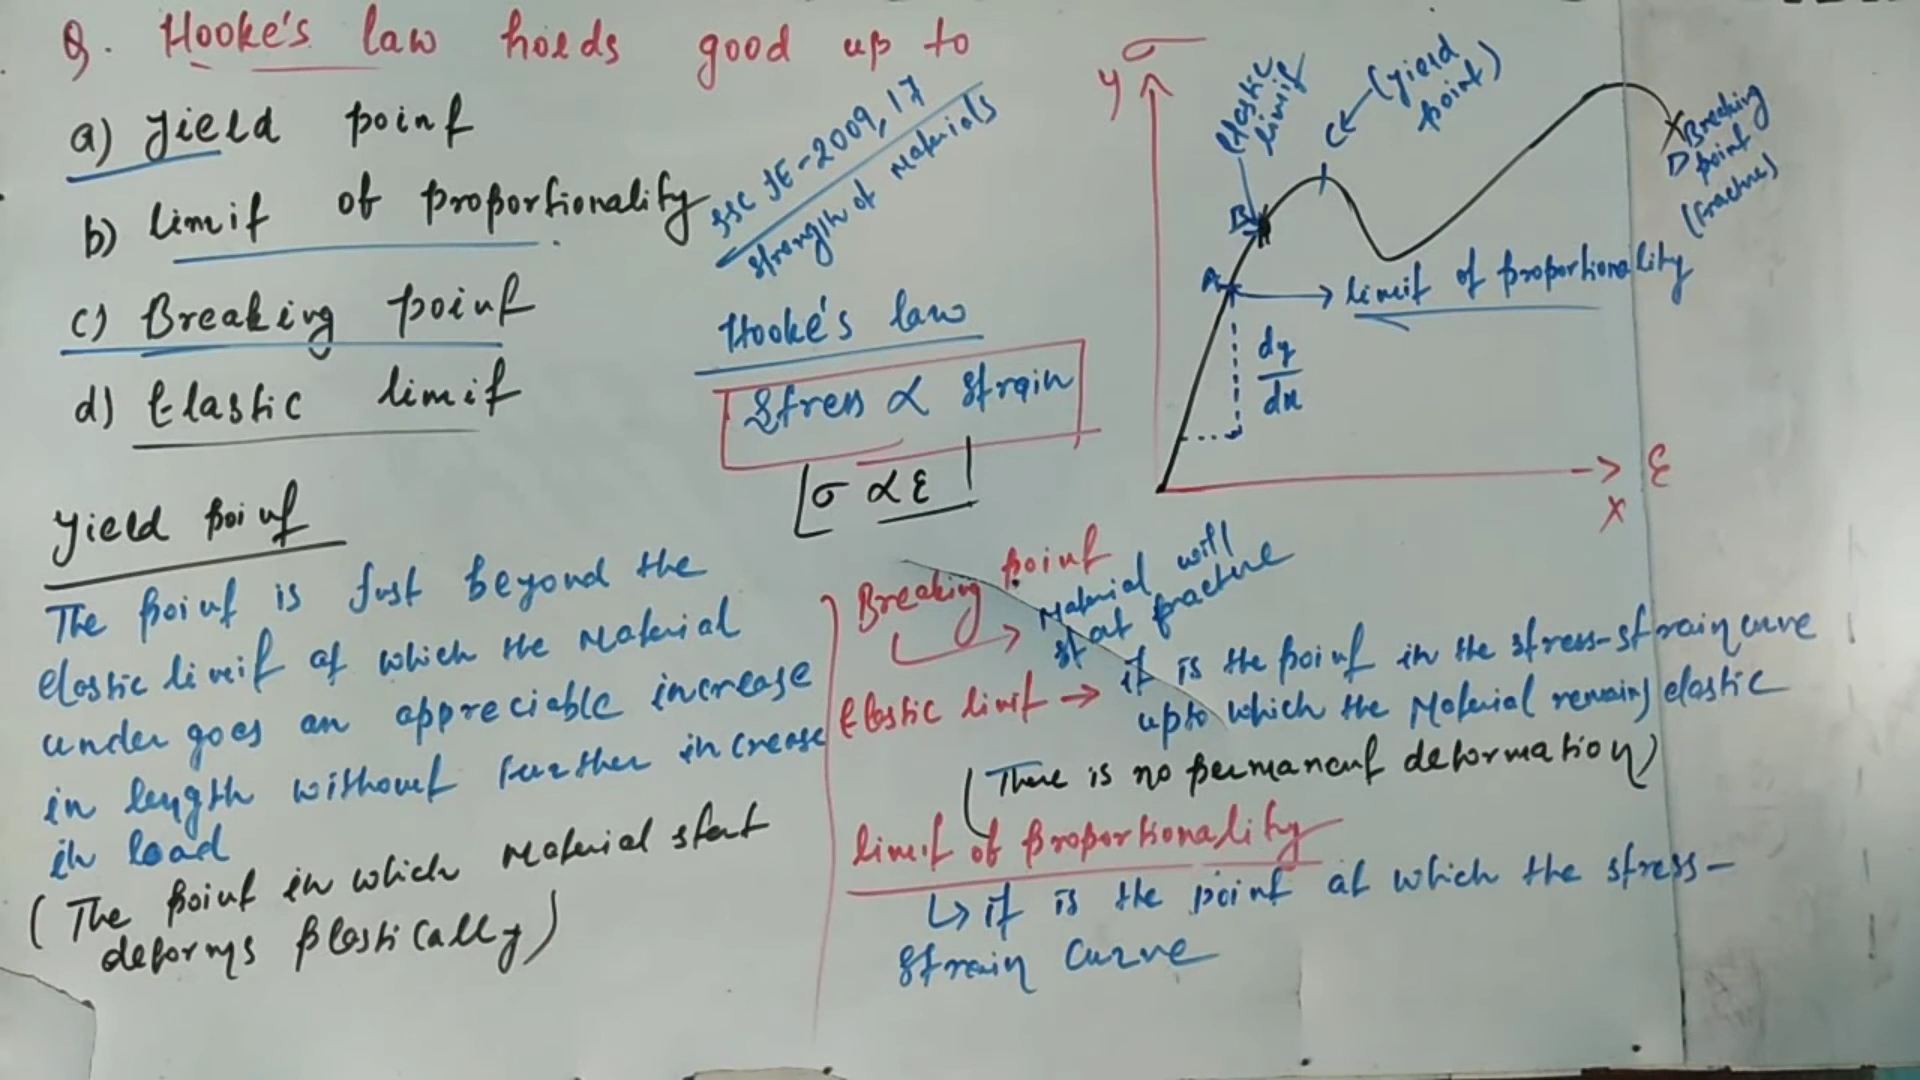 Q. Hooke's law holds good up to
a) Yield point
b) limit of proportionality
c) Breaking point
d) Elastic limit
SSC JE-2009, 17
Strength of Materials
Hooke's law
Stress ∝ Strain
σ ∝ ε
σ
y
Elastic
limit
C ← (Yield
point)
B
A → limit of proportionality
dy
dx
Breaking
D point
(fracture)
ε
x
Yield point
The point is just beyond the
elastic limit at which the material
under goes an appreciable increase
in length without further increase
in load
(The point in which material start
deforms plastically)
Breaking point
→ Material will
start fracture
Elastic limit → it is the point in the stress-strain curve
upto which the Material remains elastic
(There is no permanent deformation)
limit of proportionality
↳ it is the point at which the stress-
strain curve